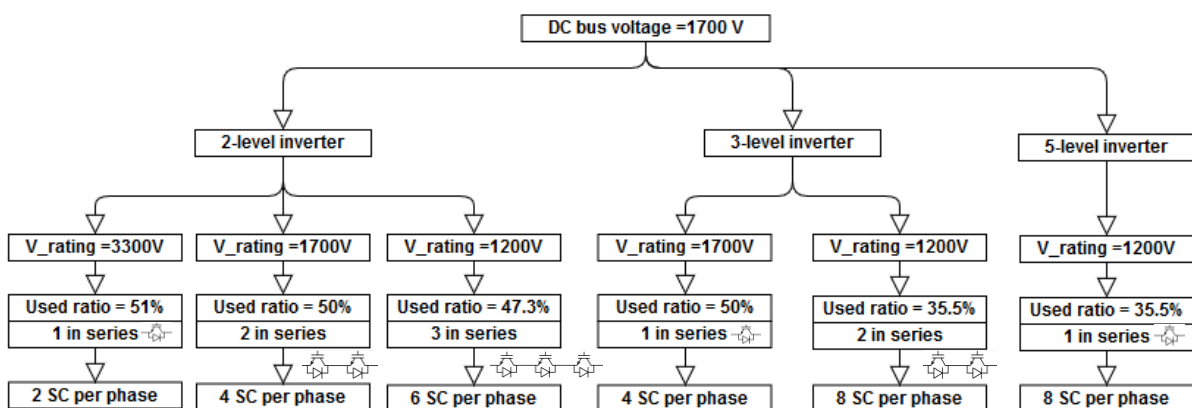 DC bus voltage =1700 V
2-level inverter
3-level inverter
5-level inverter
V_rating =3300V
V_rating =1700V
V_rating =1200V
V_rating =1700V
V_rating =1200V
V_rating =1200V
Used ratio = 51%
1 in series
Used ratio = 50%
2 in series
Used ratio = 47.3%
3 in series
Used ratio = 50%
1 in series
Used ratio = 35.5%
2 in series
Used ratio = 35.5%
1 in series
2 SC per phase
4 SC per phase
6 SC per phase
4 SC per phase
8 SC per phase
8 SC per phase